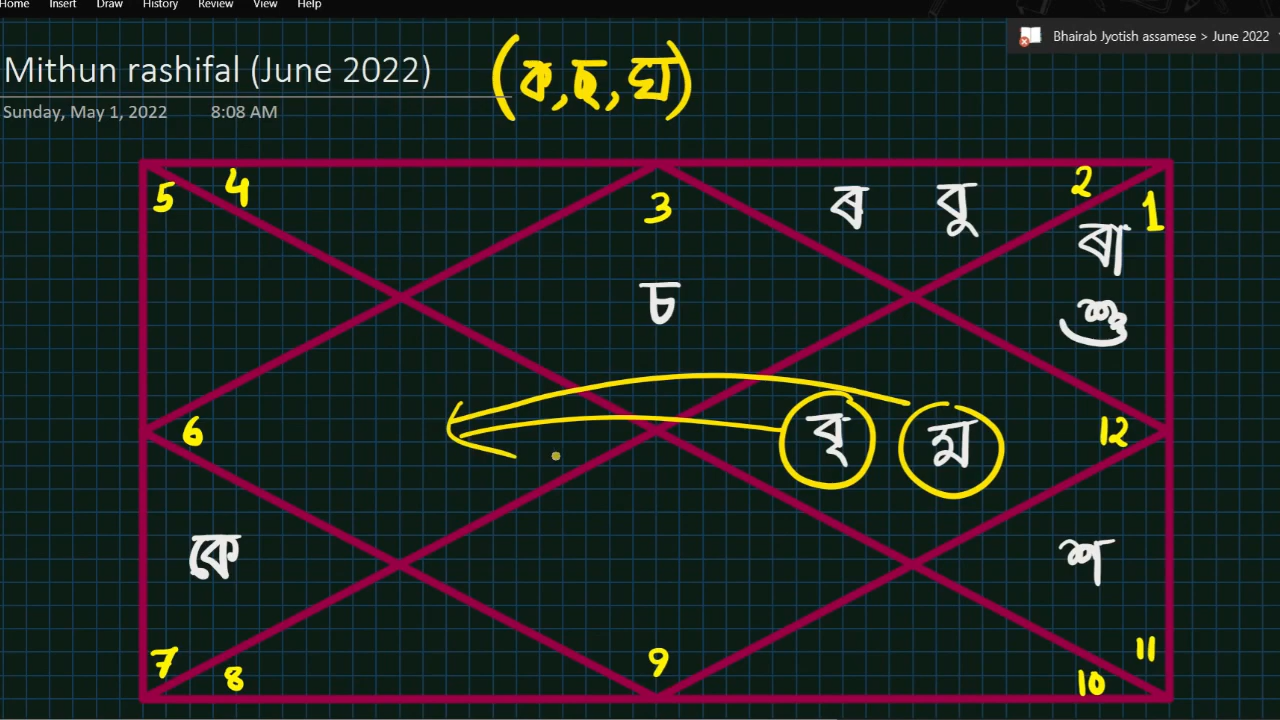 Home Insert Draw History Review View Help
Bhairab Jyotish assamese > June 2022
Mithun rashifal (June 2022)
(ক, ছ, ঘ)
Sunday, May 1, 2022 8:08 AM
5 4 3 2 1
ৰ বু
ৰা
চ
শু
6 বৃ ম 12
কে শ
7 8 9 10 11